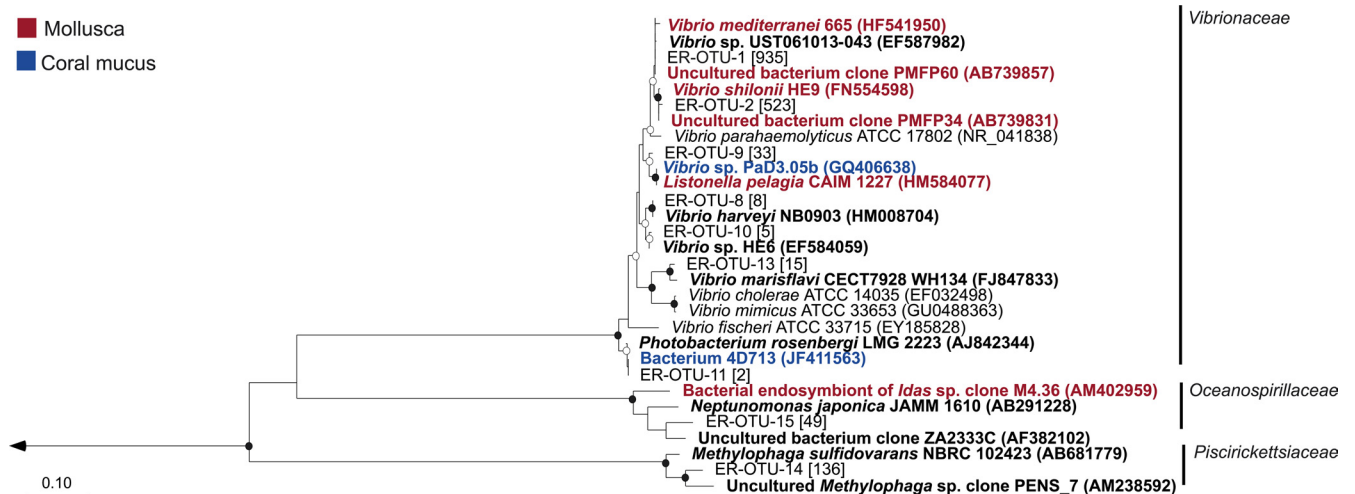 Mollusca
Coral mucus
Vibrio mediterranei 665 (HF541950)
Vibrio sp. UST061013-043 (EF587982)
ER-OTU-1 [935]
Uncultured bacterium clone PMFP60 (AB739857)
Vibrio shilonii HE9 (FN554598)
ER-OTU-2 [523]
Uncultured bacterium clone PMFP34 (AB739831)
Vibrio parahaemolyticus ATCC 17802 (NR_041838)
ER-OTU-9 [33]
Vibrio sp. PaD3.05b (GQ406638)
Listonella pelagia CAIM 1227 (HM584077)
ER-OTU-8 [8]
Vibrio harveyi NB0903 (HM008704)
ER-OTU-10 [5]
Vibrio sp. HE6 (EF584059)
ER-OTU-13 [15]
Vibrio marisflavi CECT7928 WH134 (FJ847833)
Vibrio cholerae ATCC 14035 (EF032498)
Vibrio mimicus ATCC 33653 (GU0488363)
Vibrio fischeri ATCC 33715 (EY185828)
Photobacterium rosenbergi LMG 2223 (AJ842344)
Bacterium 4D713 (JF411563)
ER-OTU-11 [2]
Vibrionaceae
Bacterial endosymbiont of Idas sp. clone M4.36 (AM402959)
Neptunomonas japonica JAMM 1610 (AB291228)
ER-OTU-15 [49]
Uncultured bacterium clone ZA2333C (AF382102)
Oceanospirillaceae
Methylophaga sulfidovarans NBRC 102423 (AB681779)
ER-OTU-14 [136]
Uncultured Methylophaga sp. clone PENS_7 (AM238592)
Piscirickettsiaceae
0.10